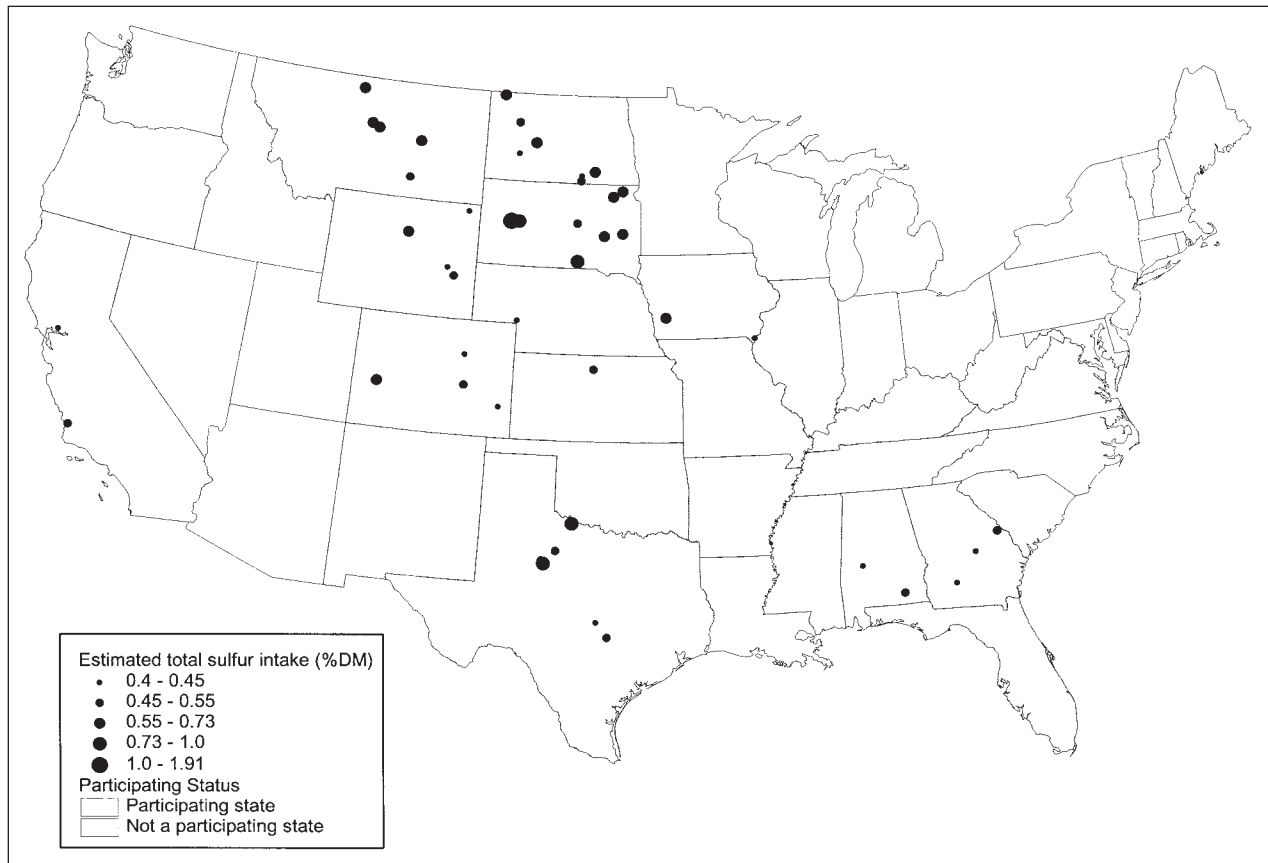 Estimated total sulfur intake (%DM)
0.4 - 0.45
0.45 - 0.55
0.55 - 0.73
0.73 - 1.0
1.0 - 1.91
Participating Status
Participating state
Not a participating state